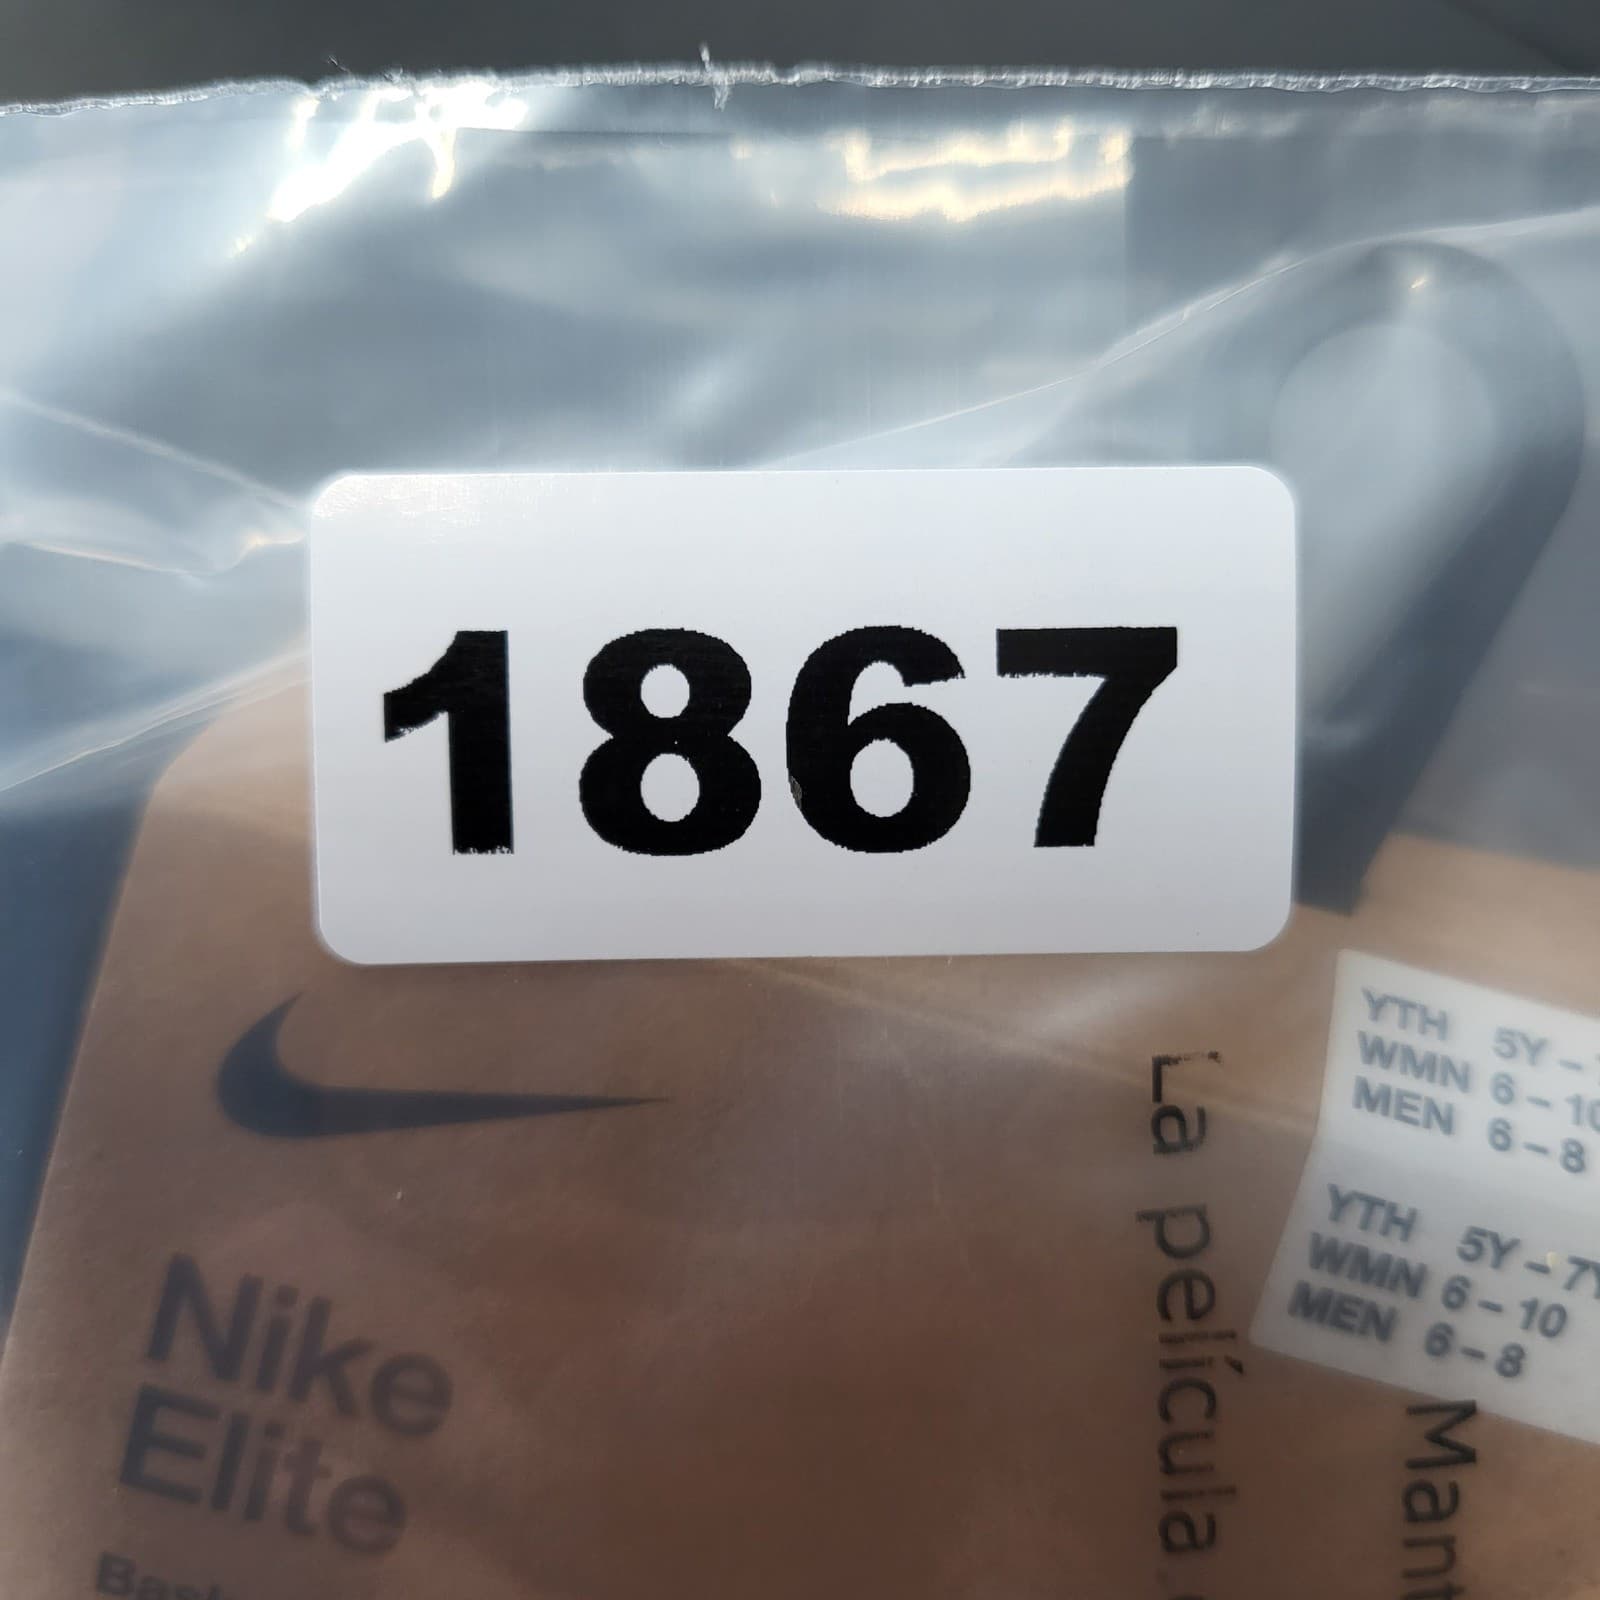 1867
YTH 5Y –
WMN 6 – 10
MEN 6 – 8
YTH 5Y – 7Y
WMN 6 – 10
MEN 6 – 8
Nike
Elite
La película